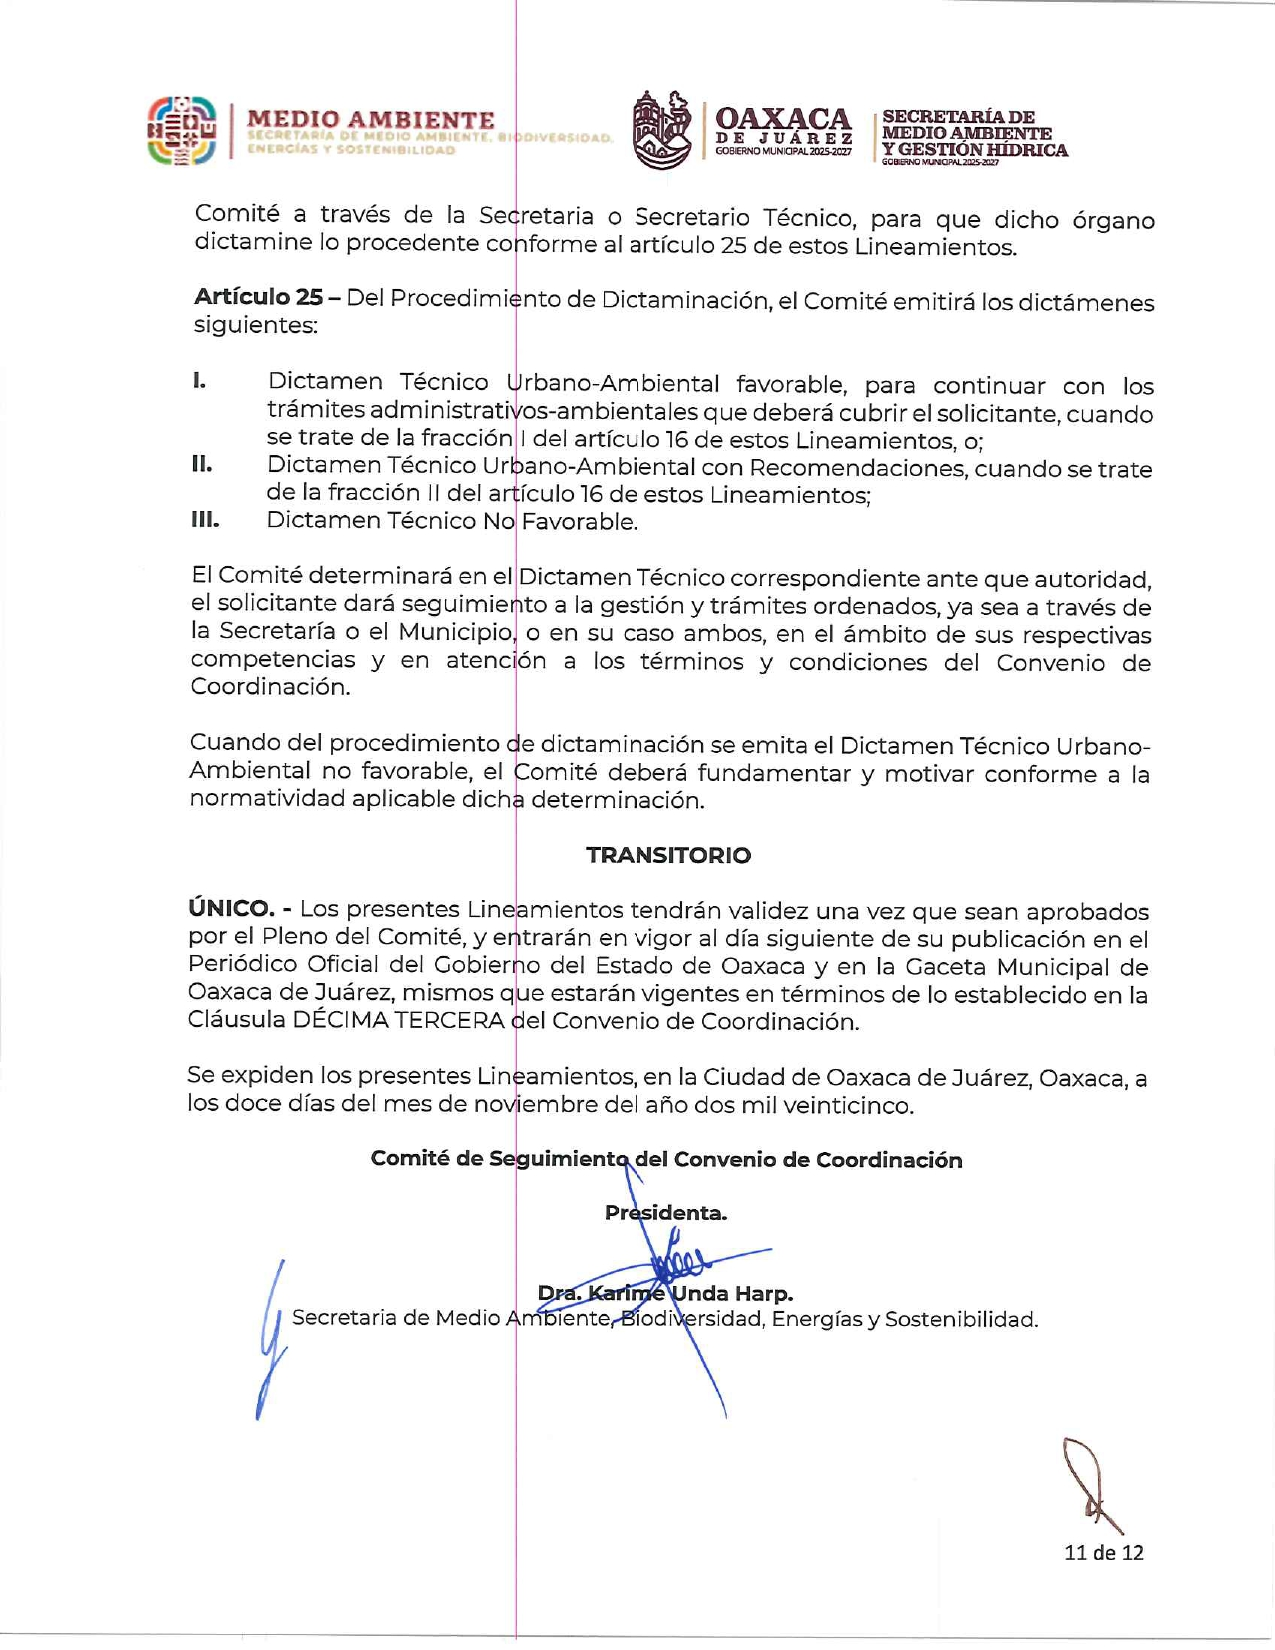 MEDIO AMBIENTE
SECRETARÍA DE MEDIO AMBIENTE, BIODIVERSIDAD,
ENERGÍAS Y SOSTENIBILIDAD
OAXACA
DE JUÁREZ
GOBIERNO MUNICIPAL 2025-2027
SECRETARÍA DE
MEDIO AMBIENTE
Y GESTIÓN HÍDRICA
GOBIERNO MUNICIPAL 2025-2027
Comité a través de la Secretaria o Secretario Técnico, para que dicho órgano
dictamine lo procedente conforme al artículo 25 de estos Lineamientos.
Artículo 25 – Del Procedimiento de Dictaminación, el Comité emitirá los dictámenes
siguientes:
I. Dictamen Técnico Urbano-Ambiental favorable, para continuar con los
trámites administrativos-ambientales que deberá cubrir el solicitante, cuando
se trate de la fracción I del artículo 16 de estos Lineamientos, o;
II. Dictamen Técnico Urbano-Ambiental con Recomendaciones, cuando se trate
de la fracción II del artículo 16 de estos Lineamientos;
III. Dictamen Técnico No Favorable.
El Comité determinará en el Dictamen Técnico correspondiente ante que autoridad,
el solicitante dará seguimiento a la gestión y trámites ordenados, ya sea a través de
la Secretaría o el Municipio, o en su caso ambos, en el ámbito de sus respectivas
competencias y en atención a los términos y condiciones del Convenio de
Coordinación.
Cuando del procedimiento de dictaminación se emita el Dictamen Técnico Urbano-
Ambiental no favorable, el Comité deberá fundamentar y motivar conforme a la
normatividad aplicable dicha determinación.
TRANSITORIO
ÚNICO. - Los presentes Lineamientos tendrán validez una vez que sean aprobados
por el Pleno del Comité, y entrarán en vigor al día siguiente de su publicación en el
Periódico Oficial del Gobierno del Estado de Oaxaca y en la Gaceta Municipal de
Oaxaca de Juárez, mismos que estarán vigentes en términos de lo establecido en la
Cláusula DÉCIMA TERCERA del Convenio de Coordinación.
Se expiden los presentes Lineamientos, en la Ciudad de Oaxaca de Juárez, Oaxaca, a
los doce días del mes de noviembre del año dos mil veinticinco.
Comité de Seguimiento del Convenio de Coordinación
Presidenta.
Dra. Karime Unda Harp.
Secretaria de Medio Ambiente, Biodiversidad, Energías y Sostenibilidad.
11 de 12